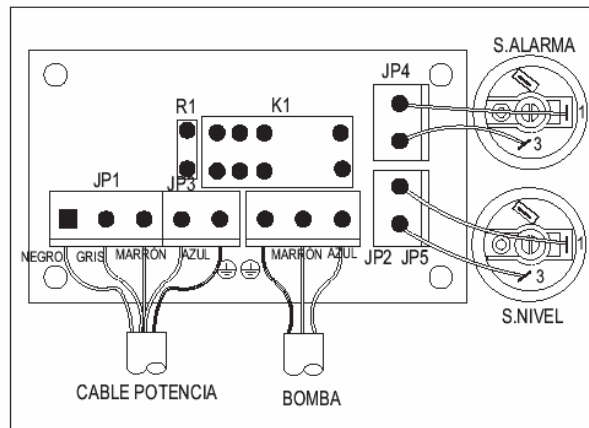 S.ALARMA
JP4
R1
K1
1
3
JP1
JP3
NEGRO
GRIS
MARRÓN
AZUL
MARRÓN
AZUL
JP2
JP5
1
3
S.NIVEL
CABLE POTENCIA
BOMBA